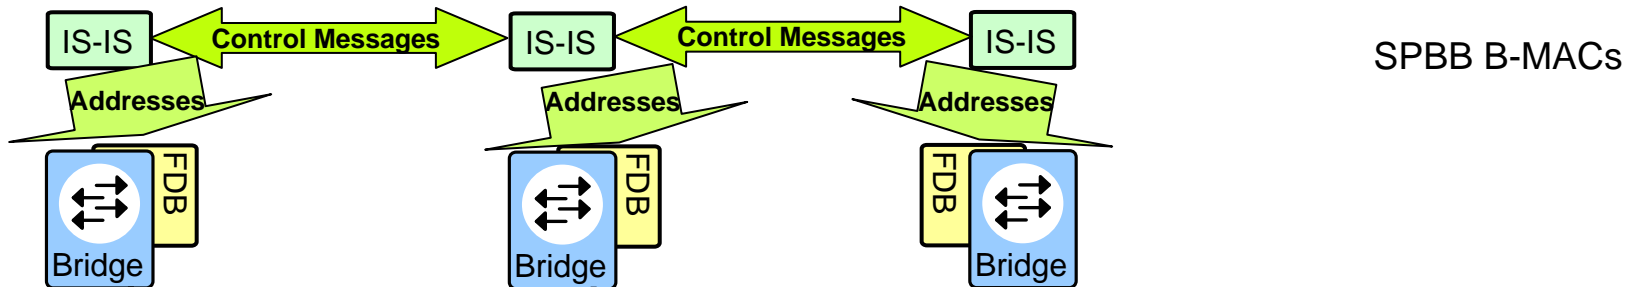 IS-IS
Control Messages
IS-IS
Control Messages
IS-IS
SPBB B-MACs
Addresses
Addresses
Addresses
FDB
FDB
FDB
Bridge
Bridge
Bridge